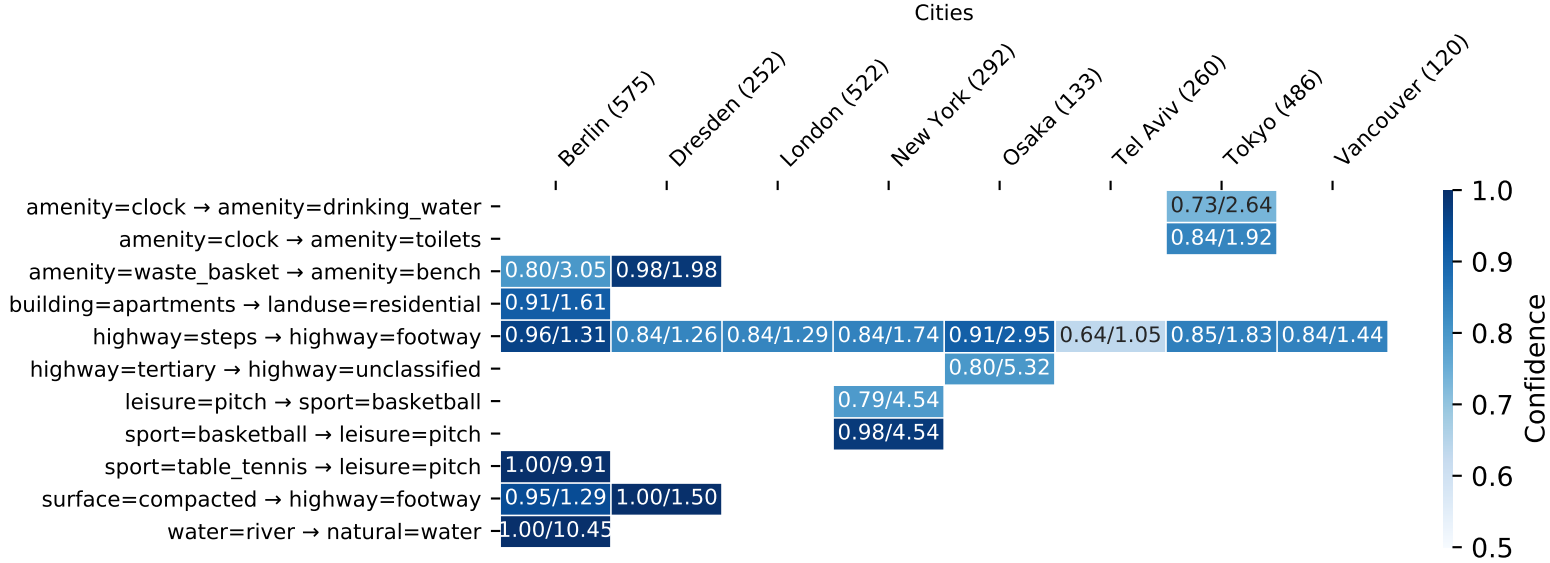 Cities
Berlin (575) Dresden (252) London (522) New York (292) Osaka (133) Tel Aviv (260) Tokyo (486) Vancouver (120)
amenity=clock → amenity=drinking_water 0.73/2.64
amenity=clock → amenity=toilets 0.84/1.92
amenity=waste_basket → amenity=bench 0.80/3.05 0.98/1.98
building=apartments → landuse=residential 0.91/1.61
highway=steps → highway=footway 0.96/1.31 0.84/1.26 0.84/1.29 0.84/1.74 0.91/2.95 0.64/1.05 0.85/1.83 0.84/1.44
highway=tertiary → highway=unclassified 0.80/5.32
leisure=pitch → sport=basketball 0.79/4.54
sport=basketball → leisure=pitch 0.98/4.54
sport=table_tennis → leisure=pitch 1.00/9.91
surface=compacted → highway=footway 0.95/1.29 1.00/1.50
water=river → natural=water 1.00/10.45
1.0
0.9
0.8
0.7
0.6
0.5
Confidence